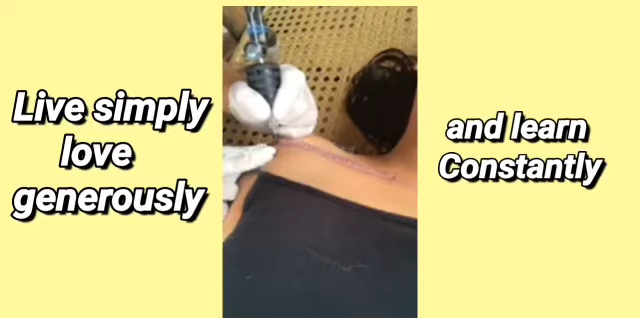 Live simply
love
generously
and learn
Constantly